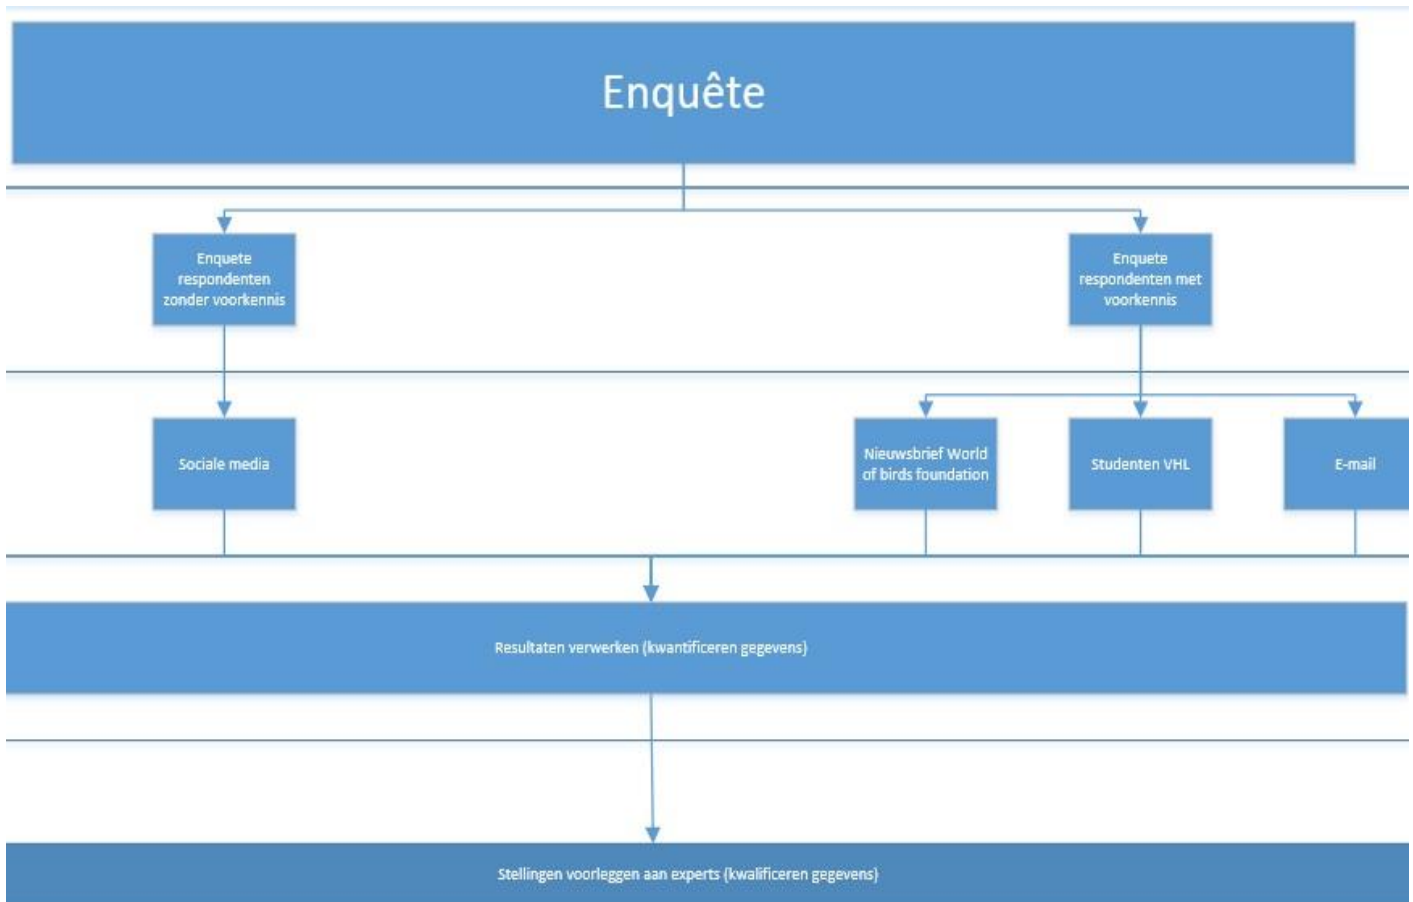 Enquête
Enquete
respondenten
zonder voorkennis
Enquete
respondenten met
voorkennis
Sociale media
Nieuwsbrief World
of birds foundation
Studenten VHL
E-mail
Resultaten verwerken (kwantificeren gegevens)
Stellingen voorleggen aan experts (kwalificeren gegevens)